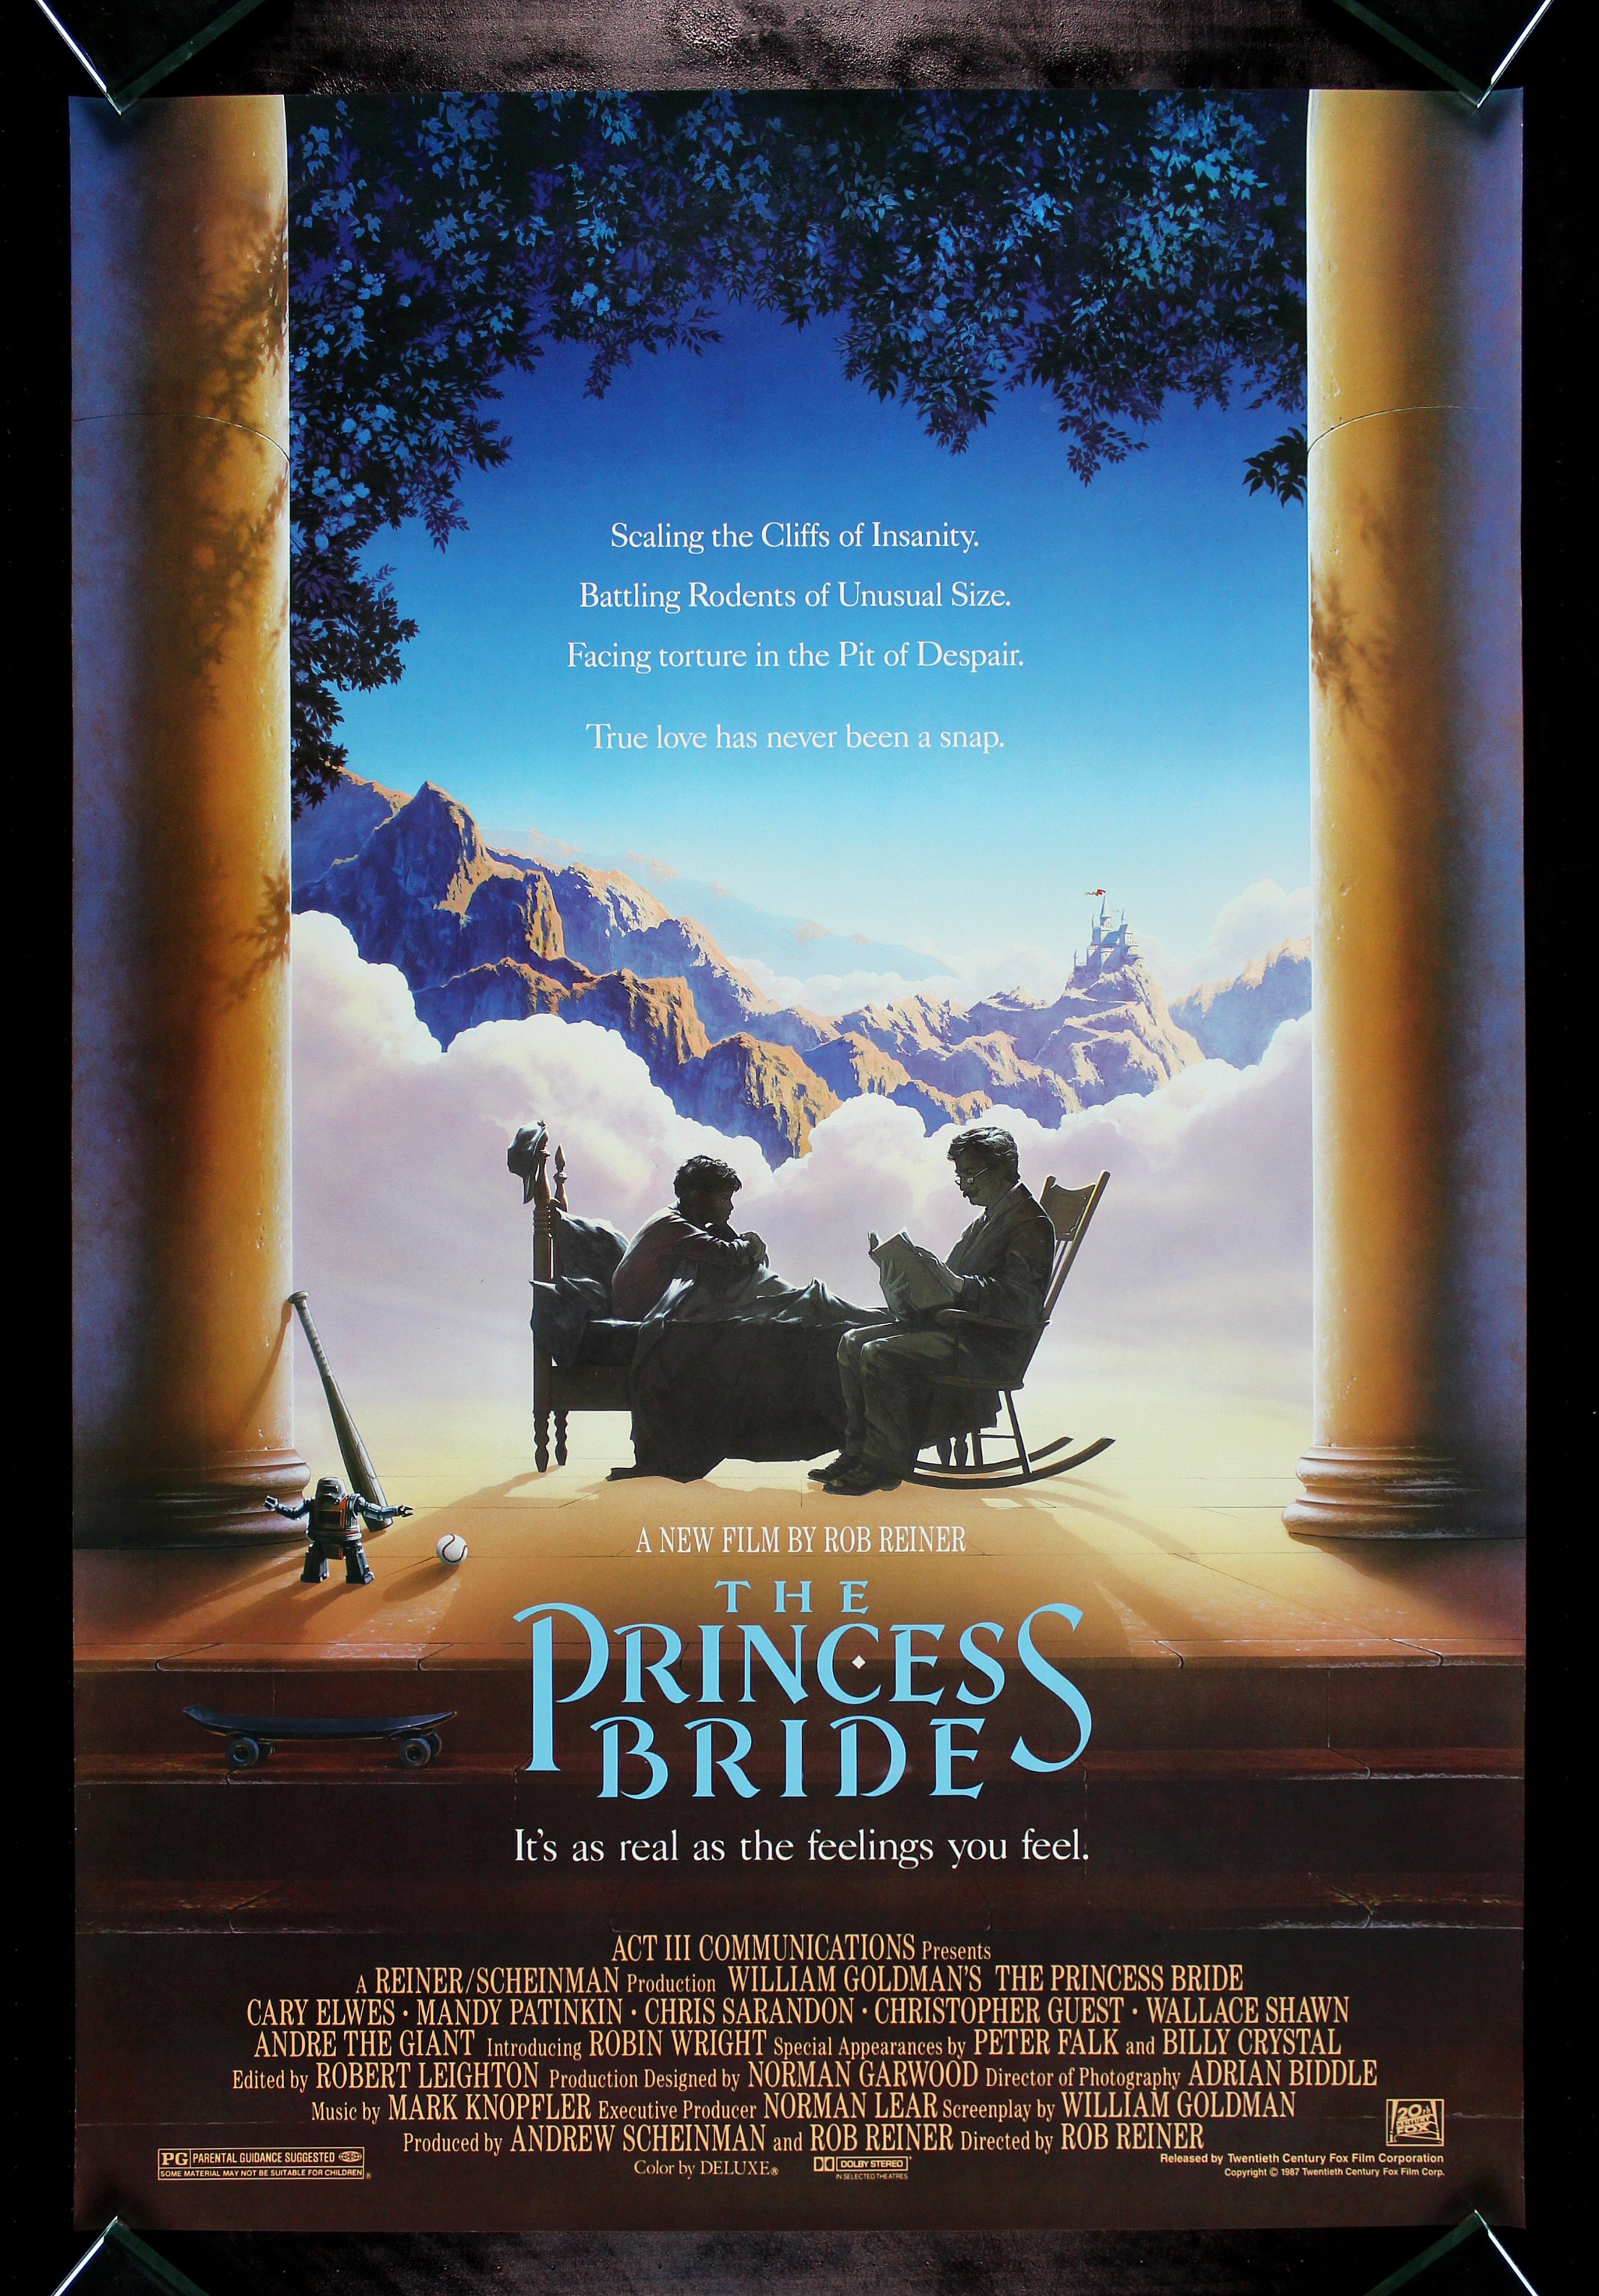 Scaling the Cliffs of Insanity.
Battling Rodents of Unusual Size.
Facing torture in the Pit of Despair.
True love has never been a snap.
A NEW FILM BY ROB REINER
THE
PRINCESS
BRIDE
It's as real as the feelings you feel.
ACT III COMMUNICATIONS Presents
A REINER/SCHEINMAN Production WILLIAM GOLDMAN'S THE PRINCESS BRIDE
CARY ELWES · MANDY PATINKIN · CHRIS SARANDON · CHRISTOPHER GUEST · WALLACE SHAWN
ANDRE THE GIANT Introducing ROBIN WRIGHT Special Appearances by PETER FALK and BILLY CRYSTAL
Edited by ROBERT LEIGHTON Production Designed by NORMAN GARWOOD Director of Photography ADRIAN BIDDLE
Music by MARK KNOPFLER Executive Producer NORMAN LEAR Screenplay by WILLIAM GOLDMAN
Produced by ANDREW SCHEINMAN and ROB REINER Directed by ROB REINER
PG PARENTAL GUIDANCE SUGGESTED
SOME MATERIAL MAY NOT BE SUITABLE FOR CHILDREN ®
Color by DELUXE®
DOLBY STEREO
IN SELECTED THEATRES
20th
CENTURY
FOX
Released by Twentieth Century Fox Film Corporation
Copyright © 1987 Twentieth Century Fox Film Corp.